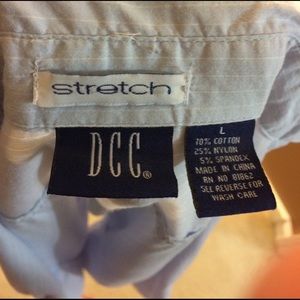 stretch
DCC®
L
70% COTTON
25% NYLON
5% SPANDEX
MADE IN CHINA
RN NO 81862
SEE REVERSE FOR
WASH CARE